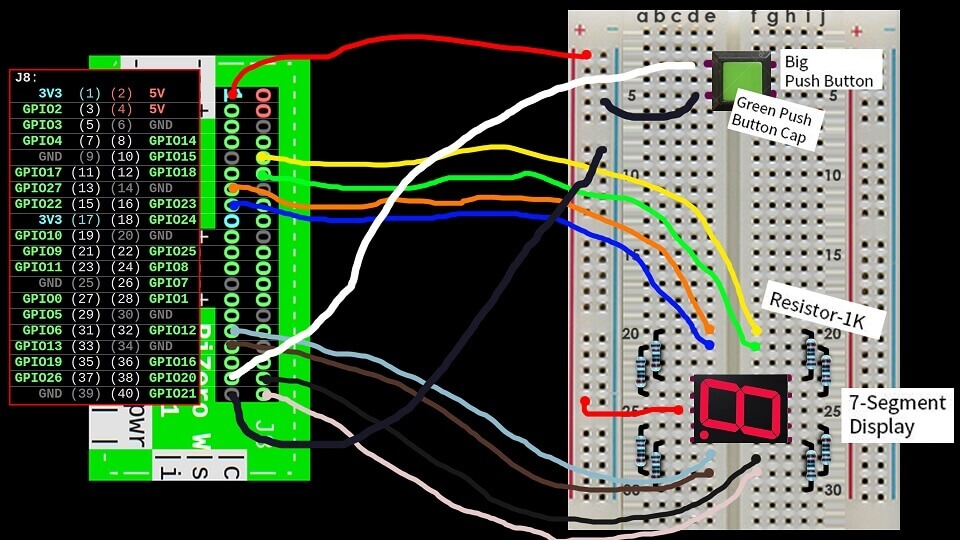 J8:
3V3 (1) (2) 5V
GPIO2 (3) (4) 5V
GPIO3 (5) (6) GND
GPIO4 (7) (8) GPIO14
GND (9) (10) GPIO15
GPIO17 (11) (12) GPIO18
GPIO27 (13) (14) GND
GPIO22 (15) (16) GPIO23
3V3 (17) (18) GPIO24
GPIO10 (19) (20) GND
GPIO9 (21) (22) GPIO25
GPIO11 (23) (24) GPIO8
GND (25) (26) GPIO7
GPIO0 (27) (28) GPIO1
GPIO5 (29) (30) GND
GPIO6 (31) (32) GPIO12
GPIO13 (33) (34) GND
GPIO19 (35) (36) GPIO16
GPIO26 (37) (38) GPIO20
GND (39) (40) GPIO21
1
Pizero W
J8
pwr
a b c d e f g h i j
+ − + −
Big
Push Button
Green Push
Button Cap
5 5
10 10
15 15
20 20
25 25
30 30
Resistor-1K
7-Segment
Display